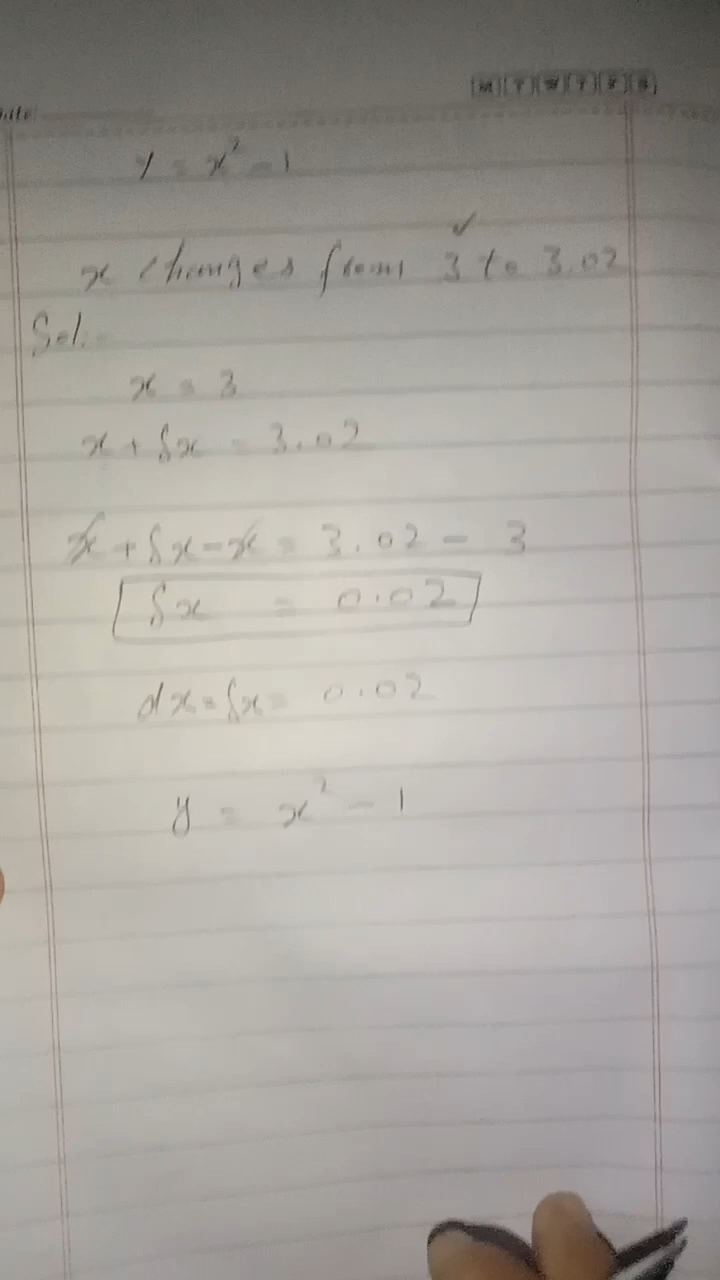 M T W T F S
y = x² - 1
x changes from 3 to 3.02
Sol:-
x = 3
x + δx = 3.02
x + δx - x = 3.02 - 3
δx = 0.02
dx = δx = 0.02
y = x² - 1